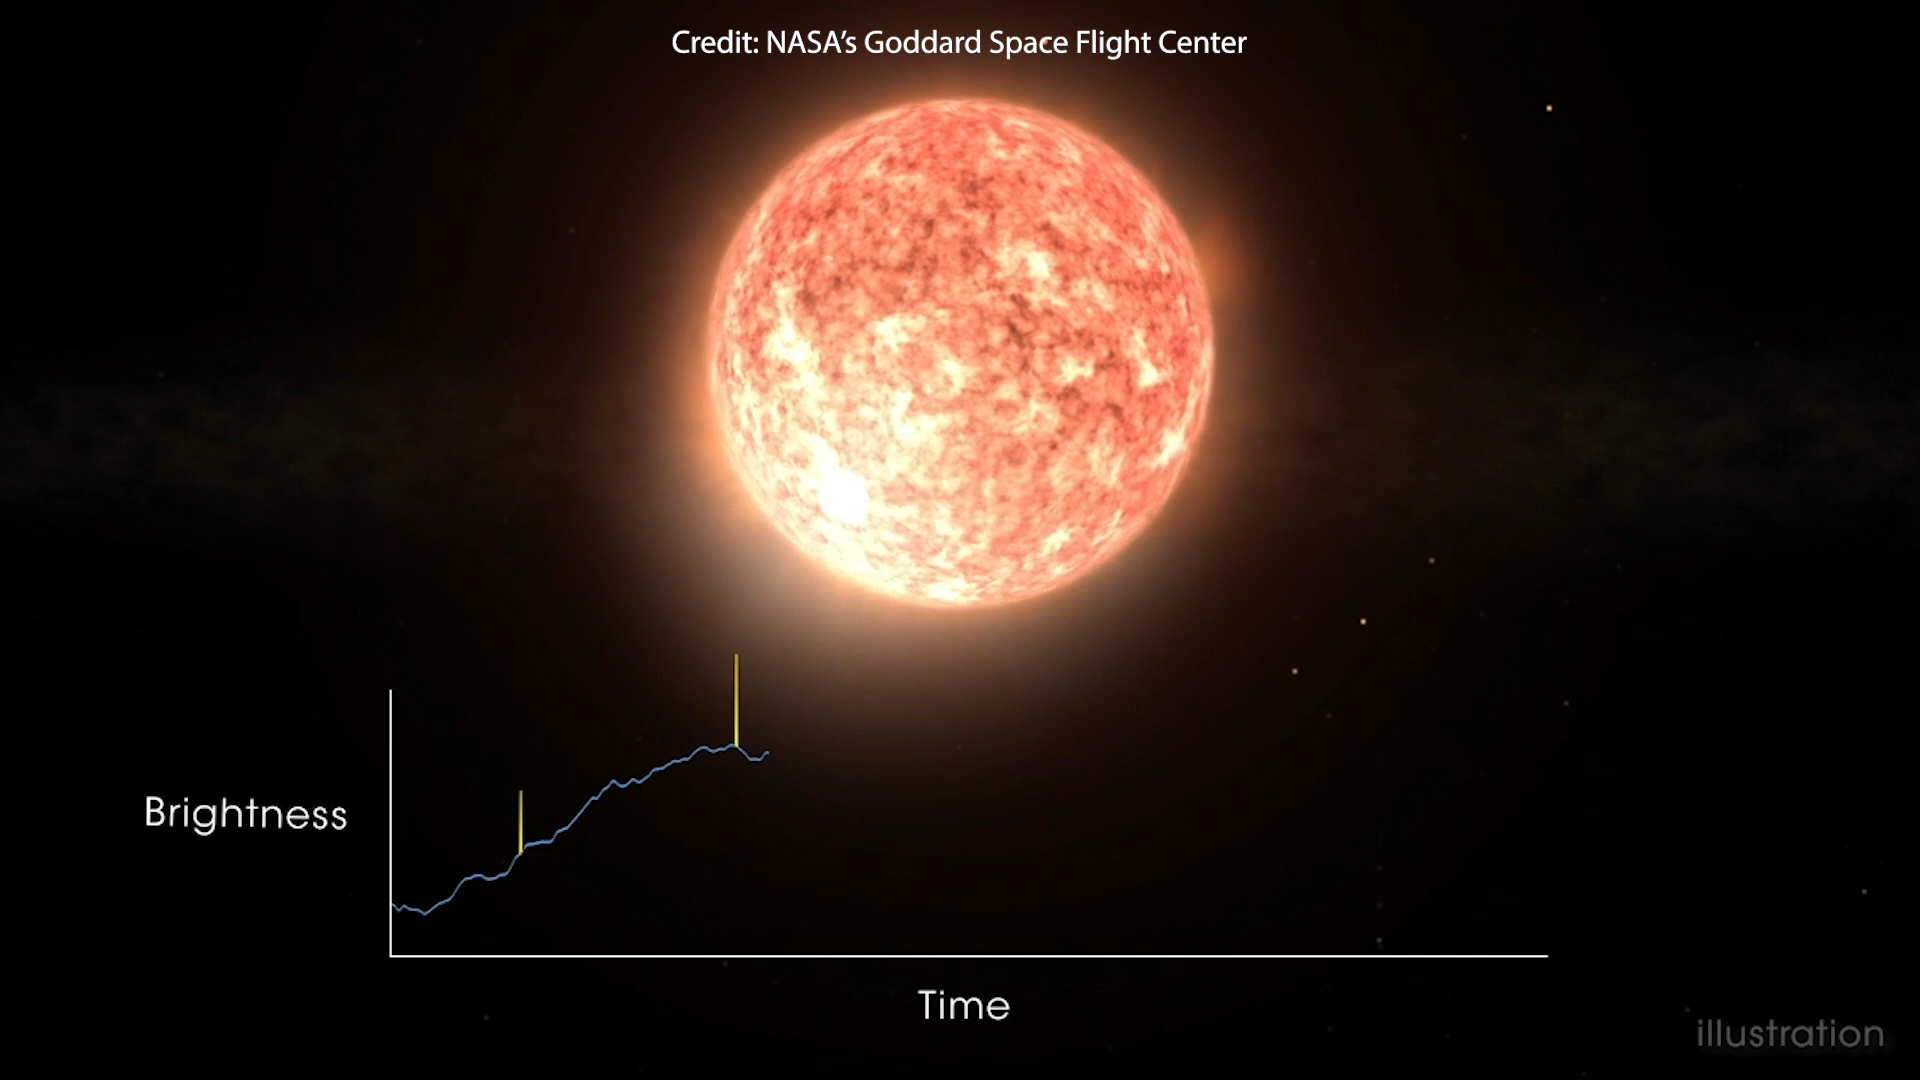 Credit: NASA’s Goddard Space Flight Center
Brightness
Time
illustration